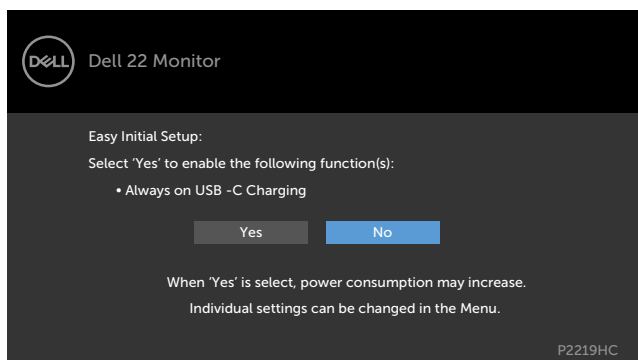 DELL Dell 22 Monitor
Easy Initial Setup:
Select ‘Yes’ to enable the following function(s):
• Always on USB -C Charging
Yes No
When ‘Yes’ is select, power consumption may increase.
Individual settings can be changed in the Menu.
P2219HC